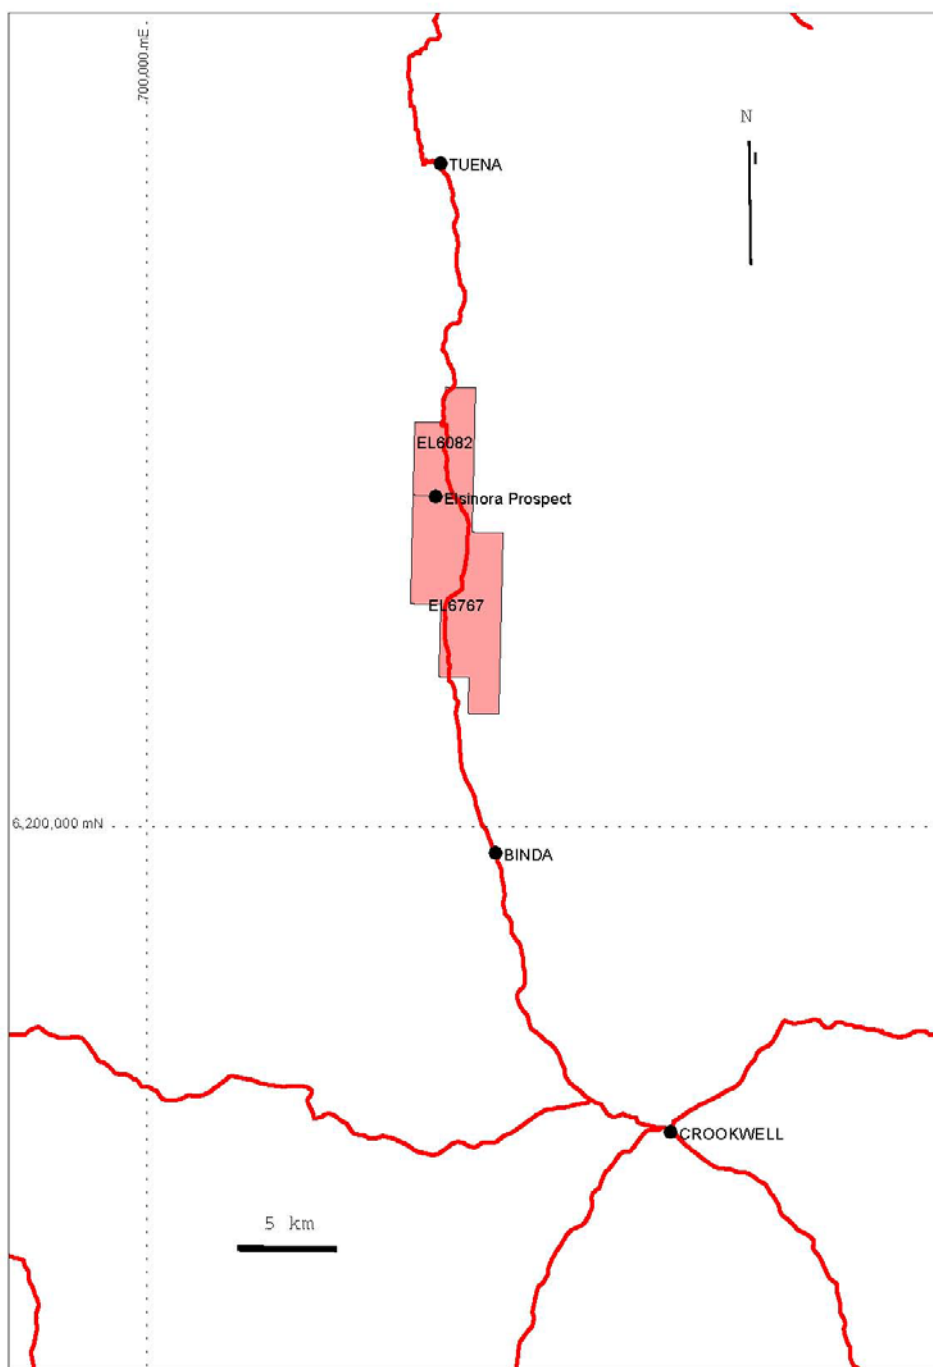 700,000 mE
N
TUENA
EL6082
Elsinora Prospect
EL6767
6,200,000 mN
BINDA
CROOKWELL
5 km